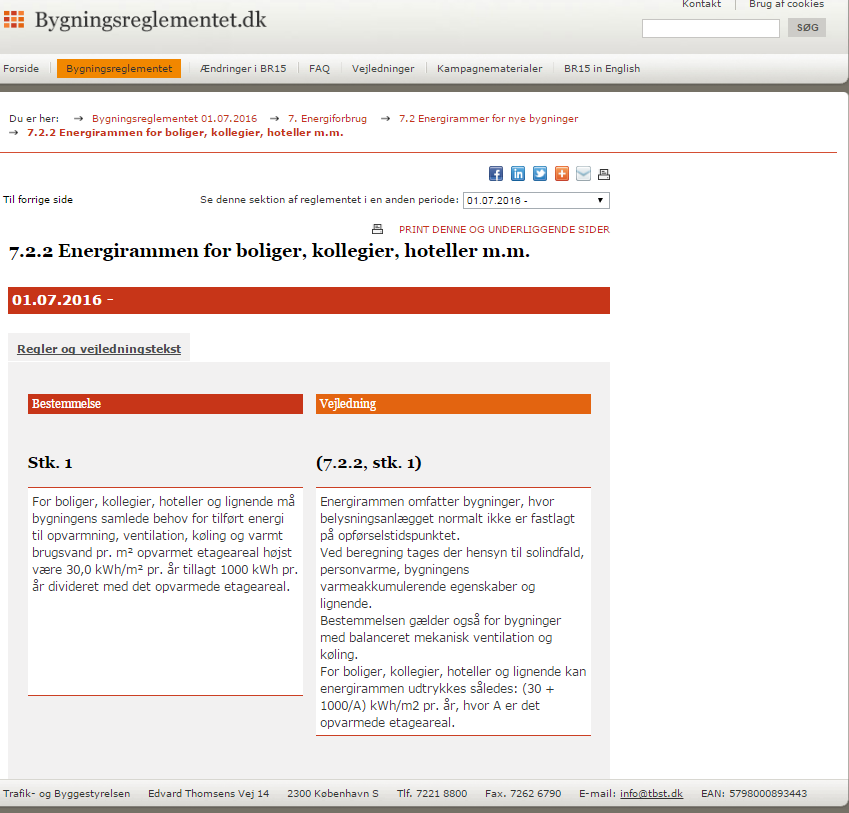 Kontakt Brug af cookies
Bygningsreglementet.dk
SØG
Forside Bygningsreglementet Ændringer i BR15 FAQ Vejledninger Kampagnematerialer BR15 in English
Du er her: → Bygningsreglementet 01.07.2016 → 7. Energiforbrug → 7.2 Energirammer for nye bygninger
→ 7.2.2 Energirammen for boliger, kollegier, hoteller m.m.
Til forrige side
Se denne sektion af reglementet i en anden periode: 01.07.2016 -
PRINT DENNE OG UNDERLIGGENDE SIDER
7.2.2 Energirammen for boliger, kollegier, hoteller m.m.
01.07.2016 -
Regler og vejledningstekst
Bestemmelse
Stk. 1
For boliger, kollegier, hoteller og lignende må
bygningens samlede behov for tilført energi
til opvarmning, ventilation, køling og varmt
brugsvand pr. m² opvarmet etageareal højst
være 30,0 kWh/m² pr. år tillagt 1000 kWh pr.
år divideret med det opvarmede etageareal.
Vejledning
(7.2.2, stk. 1)
Energirammen omfatter bygninger, hvor
belysningsanlægget normalt ikke er fastlagt
på opførselstidspunktet.
Ved beregning tages der hensyn til solindfald,
personvarme, bygningens
varmeakkumulerende egenskaber og
lignende.
Bestemmelsen gælder også for bygninger
med balanceret mekanisk ventilation og
køling.
For boliger, kollegier, hoteller og lignende kan
energirammen udtrykkes således: (30 +
1000/A) kWh/m2 pr. år, hvor A er det
opvarmede etageareal.
Trafik- og Byggestyrelsen Edvard Thomsens Vej 14 2300 København S Tlf. 7221 8800 Fax. 7262 6790 E-mail: info@tbst.dk EAN: 5798000893443